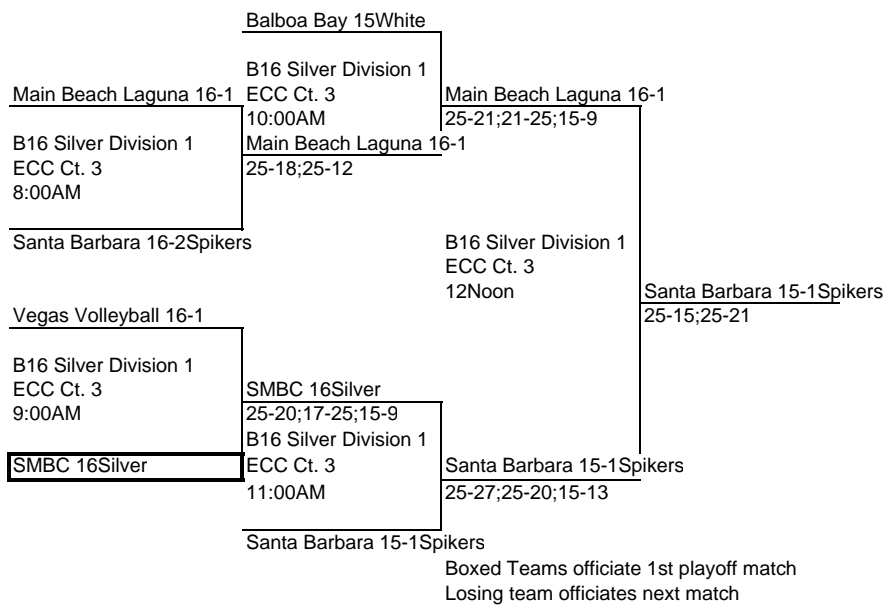 Balboa Bay 15White
B16 Silver Division 1
Main Beach Laguna 16-1
ECC Ct. 3
Main Beach Laguna 16-1
10:00AM
25-21;21-25;15-9
B16 Silver Division 1
Main Beach Laguna 16-1
ECC Ct. 3
25-18;25-12
8:00AM
Santa Barbara 16-2Spikers
B16 Silver Division 1
ECC Ct. 3
12Noon
Santa Barbara 15-1Spikers
Vegas Volleyball 16-1
25-15;25-21
B16 Silver Division 1
ECC Ct. 3
SMBC 16Silver
9:00AM
25-20;17-25;15-9
B16 Silver Division 1
SMBC 16Silver
ECC Ct. 3
Santa Barbara 15-1Spikers
11:00AM
25-27;25-20;15-13
Santa Barbara 15-1Spikers
Boxed Teams officiate 1st playoff match
Losing team officiates next match